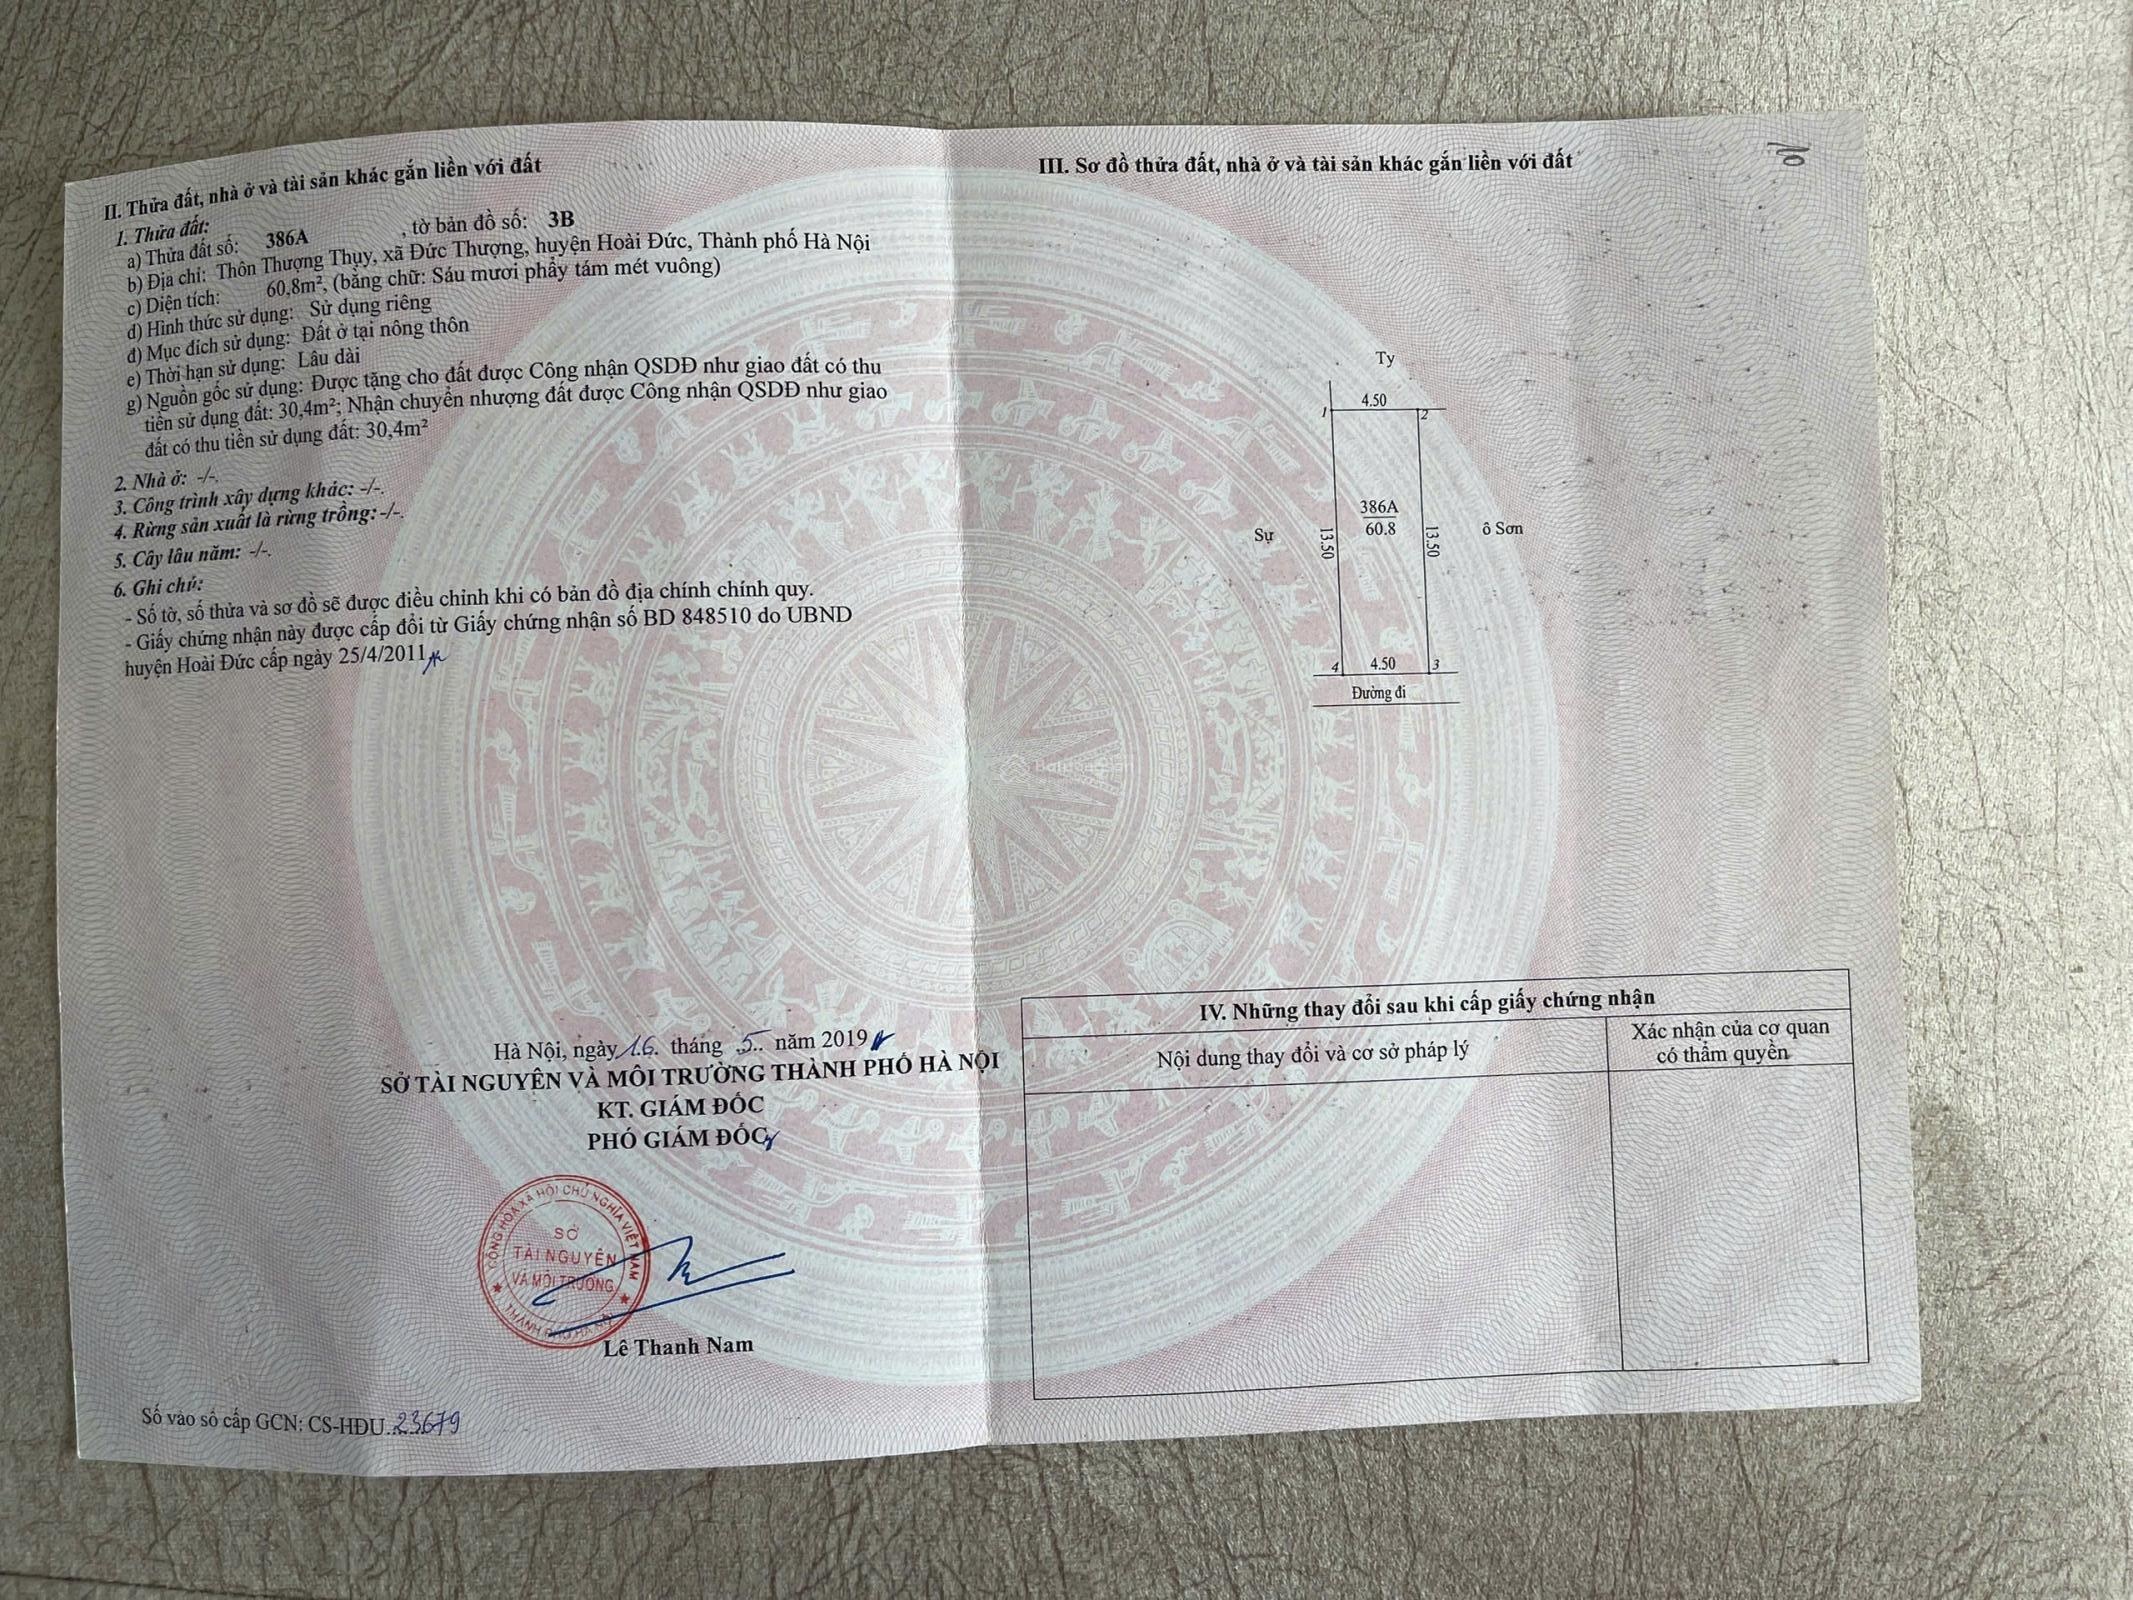 II. Thửa đất, nhà ở và tài sản khác gắn liền với đất
1. Thửa đất:
a) Thửa đất số: 386A , tờ bản đồ số: 3B
b) Địa chỉ: Thôn Thượng Thụy, xã Đức Thượng, huyện Hoài Đức, Thành phố Hà Nội
c) Diện tích: 60,8m², (bằng chữ: Sáu mươi phẩy tám mét vuông)
d) Hình thức sử dụng: Sử dụng riêng
đ) Mục đích sử dụng: Đất ở tại nông thôn
e) Thời hạn sử dụng: Lâu dài
g) Nguồn gốc sử dụng: Được tặng cho đất được Công nhận QSDĐ như giao đất có thu
tiền sử dụng đất: 30,4m²; Nhận chuyển nhượng đất được Công nhận QSDĐ như giao
đất có thu tiền sử dụng đất: 30,4m²
2. Nhà ở: -/-.
3. Công trình xây dựng khác: -/-.
4. Rừng sản xuất là rừng trồng: -/-.
5. Cây lâu năm: -/-.
6. Ghi chú:
- Số tờ, số thửa và sơ đồ sẽ được điều chỉnh khi có bản đồ địa chính chính quy.
- Giấy chứng nhận này được cấp đổi từ Giấy chứng nhận số BD 848510 do UBND
huyện Hoài Đức cấp ngày 25/4/2011
Hà Nội, ngày 16. tháng .5.. năm 2019
SỞ TÀI NGUYÊN VÀ MÔI TRƯỜNG THÀNH PHỐ HÀ NỘI
KT. GIÁM ĐỐC
PHÓ GIÁM ĐỐC
CỘNG HÒA XÃ HỘI CHỦ NGHĨA VIỆT NAM
SỞ
TÀI NGUYÊN
VÀ MÔI TRƯỜNG
THÀNH PHỐ HÀ NỘI
Lê Thanh Nam
Số vào sổ cấp GCN: CS-HĐU..23679
III. Sơ đồ thửa đất, nhà ở và tài sản khác gắn liền với đất
Ty
4.50
1 2
386A
60.8
Sự 13.50 13.50 ô Sơn
4 4.50 3
Đường đi
Batdongsan
IV. Những thay đổi sau khi cấp giấy chứng nhận
Nội dung thay đổi và cơ sở pháp lý
Xác nhận của cơ quan
có thẩm quyền